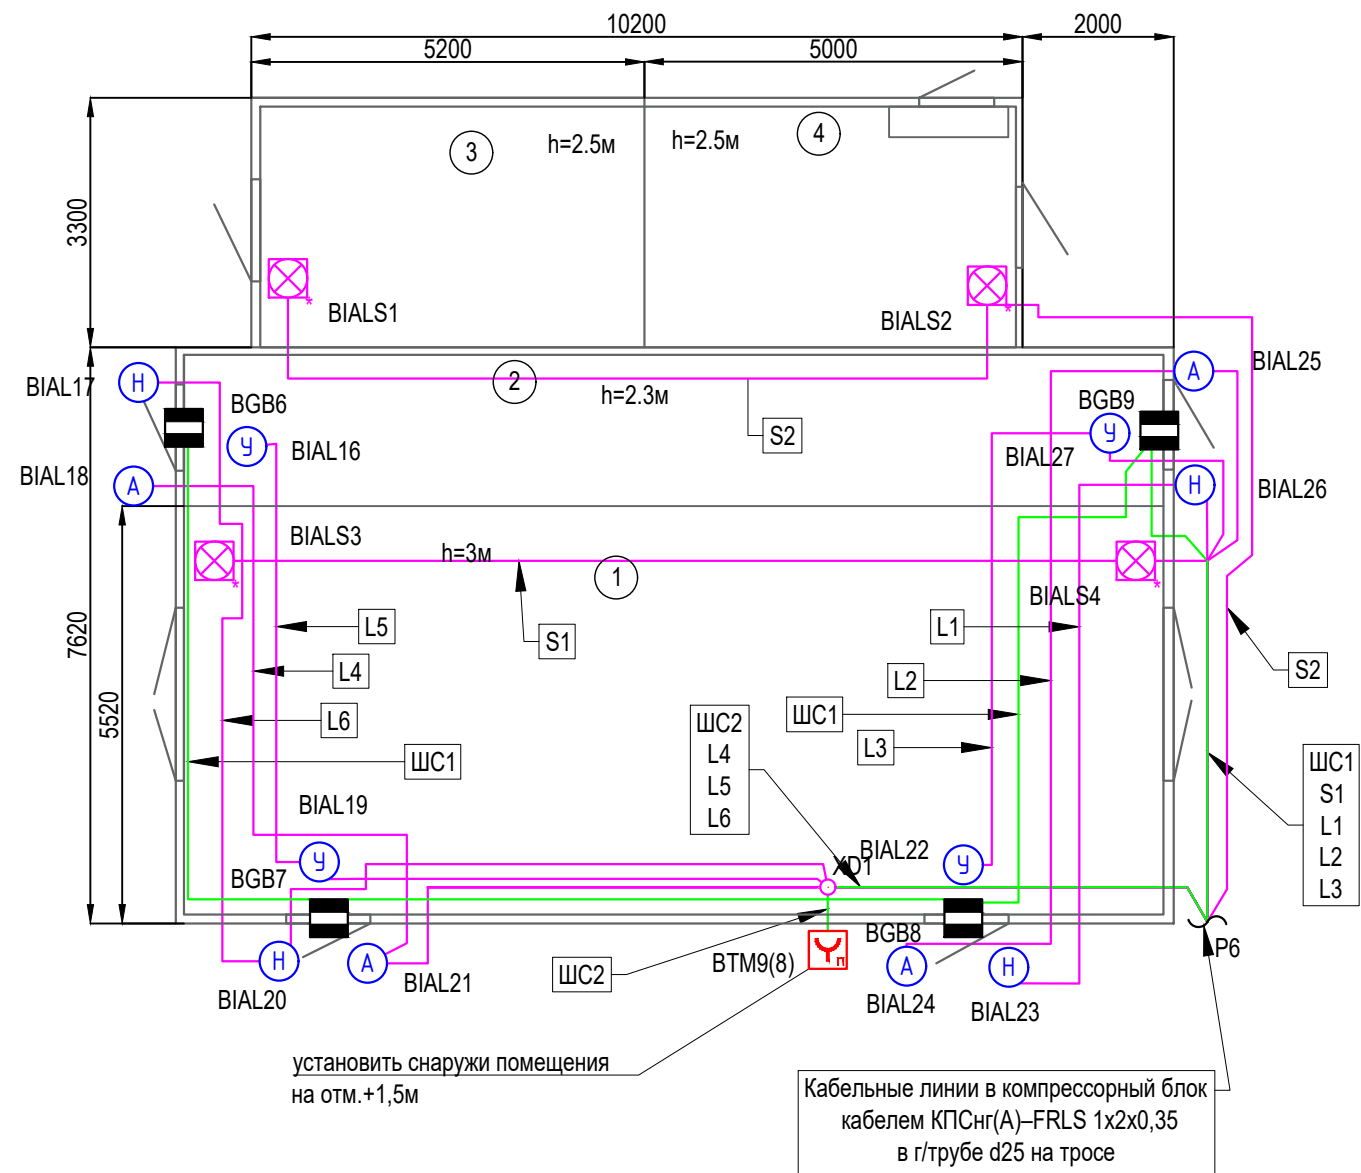 10200
2000
5200
5000
3300
3
h=2.5м
h=2.5м
4
BIALS1
BIALS2
BIAL17
Н
2
h=2.3м
А
BIAL25
BGB6
BGB9
У
BIAL16
S2
У
BIAL27
BIAL18
А
Н
BIAL26
BIALS3
h=3м
1
BIALS4
*
*
*
*
7620
5520
L5
S1
L1
L4
L2
S2
L6
ШС2
L4
L5
L6
ШС1
L3
ШС1
ШС1
S1
L1
L2
L3
BIAL19
У
XD1
BIAL22
У
BGB7
BGB8
Н
А
BIAL20
BIAL21
ШС2
BTM9(8)
П
А
Н
P6
BIAL24
BIAL23
установить снаружи помещения
на отм.+1,5м
Кабельные линии в компрессорный блок
кабелем КПСнг(А)–FRLS 1x2x0,35
в г/трубе d25 на тросе